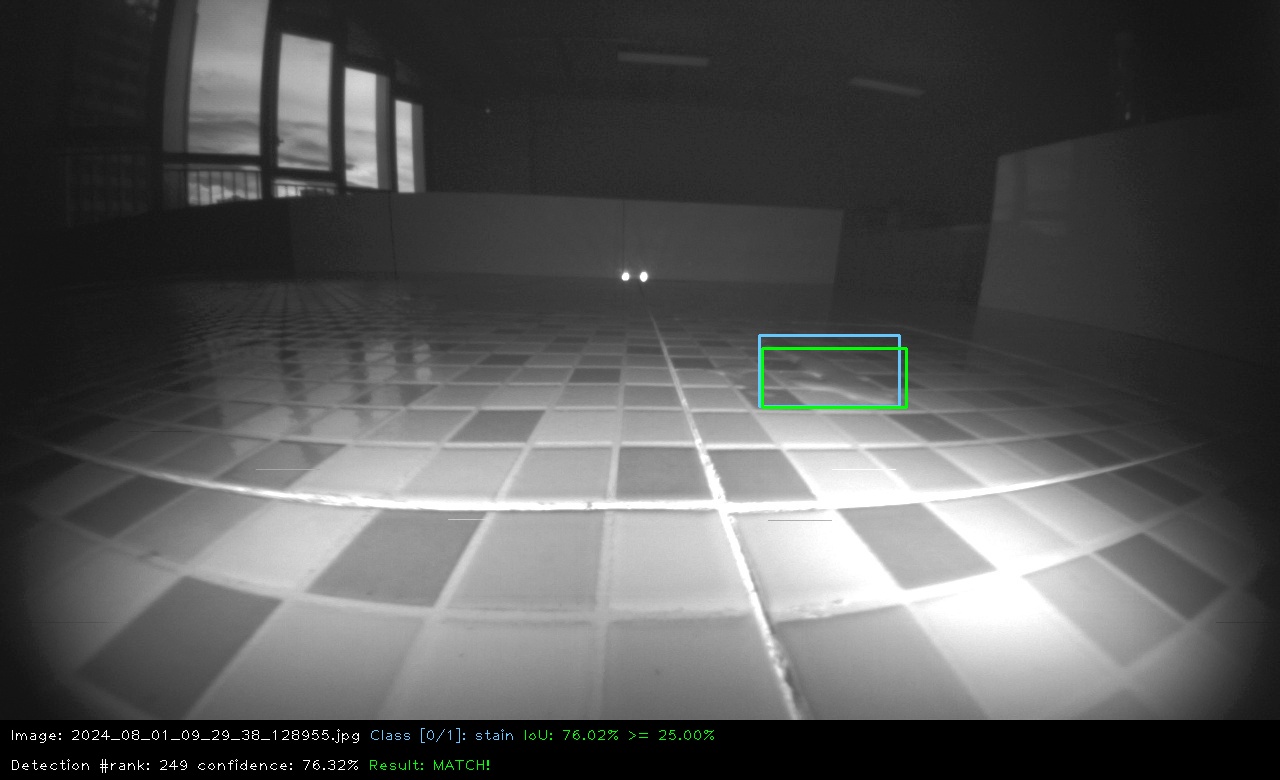 Image: 2024_08_01_09_29_38_128955.jpg Class [0/1]: stain IoU: 76.02% >= 25.00%
Detection #rank: 249 confidence: 76.32% Result: MATCH!